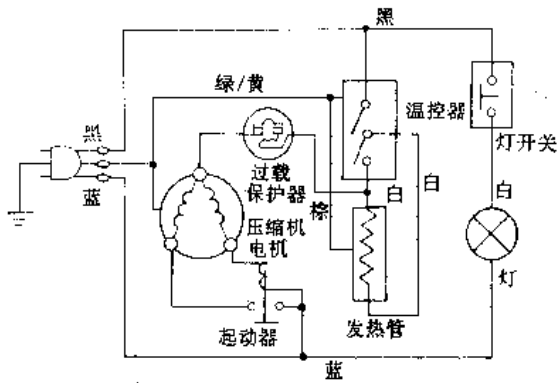 黑
绿/黄
温控器
黑
灯开关
过载
保护器
蓝
白
白
白
棕
压缩机
电机
灯
起动器
发热管
蓝